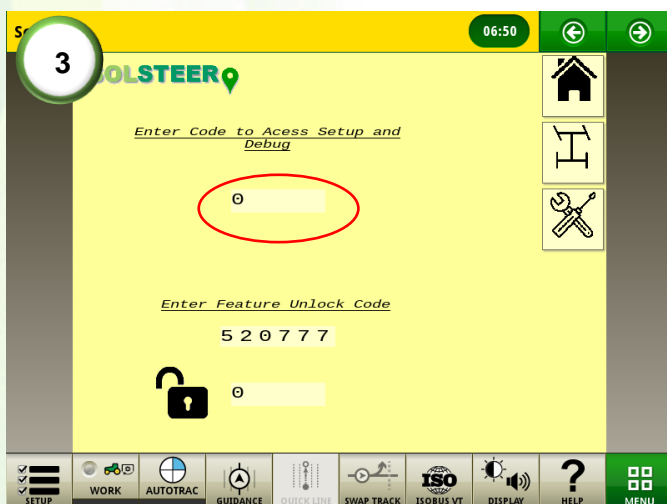 06:50
3
OLSTEER
Enter Code to Acess Setup and
Debug
0
Enter Feature Unlock Code
520777
0
SETUP
WORK
AUTOTRAC
GUIDANCE
QUICK LINE
SWAP TRACK
ISO
ISOBUS VT
DISPLAY
?
HELP
MENU